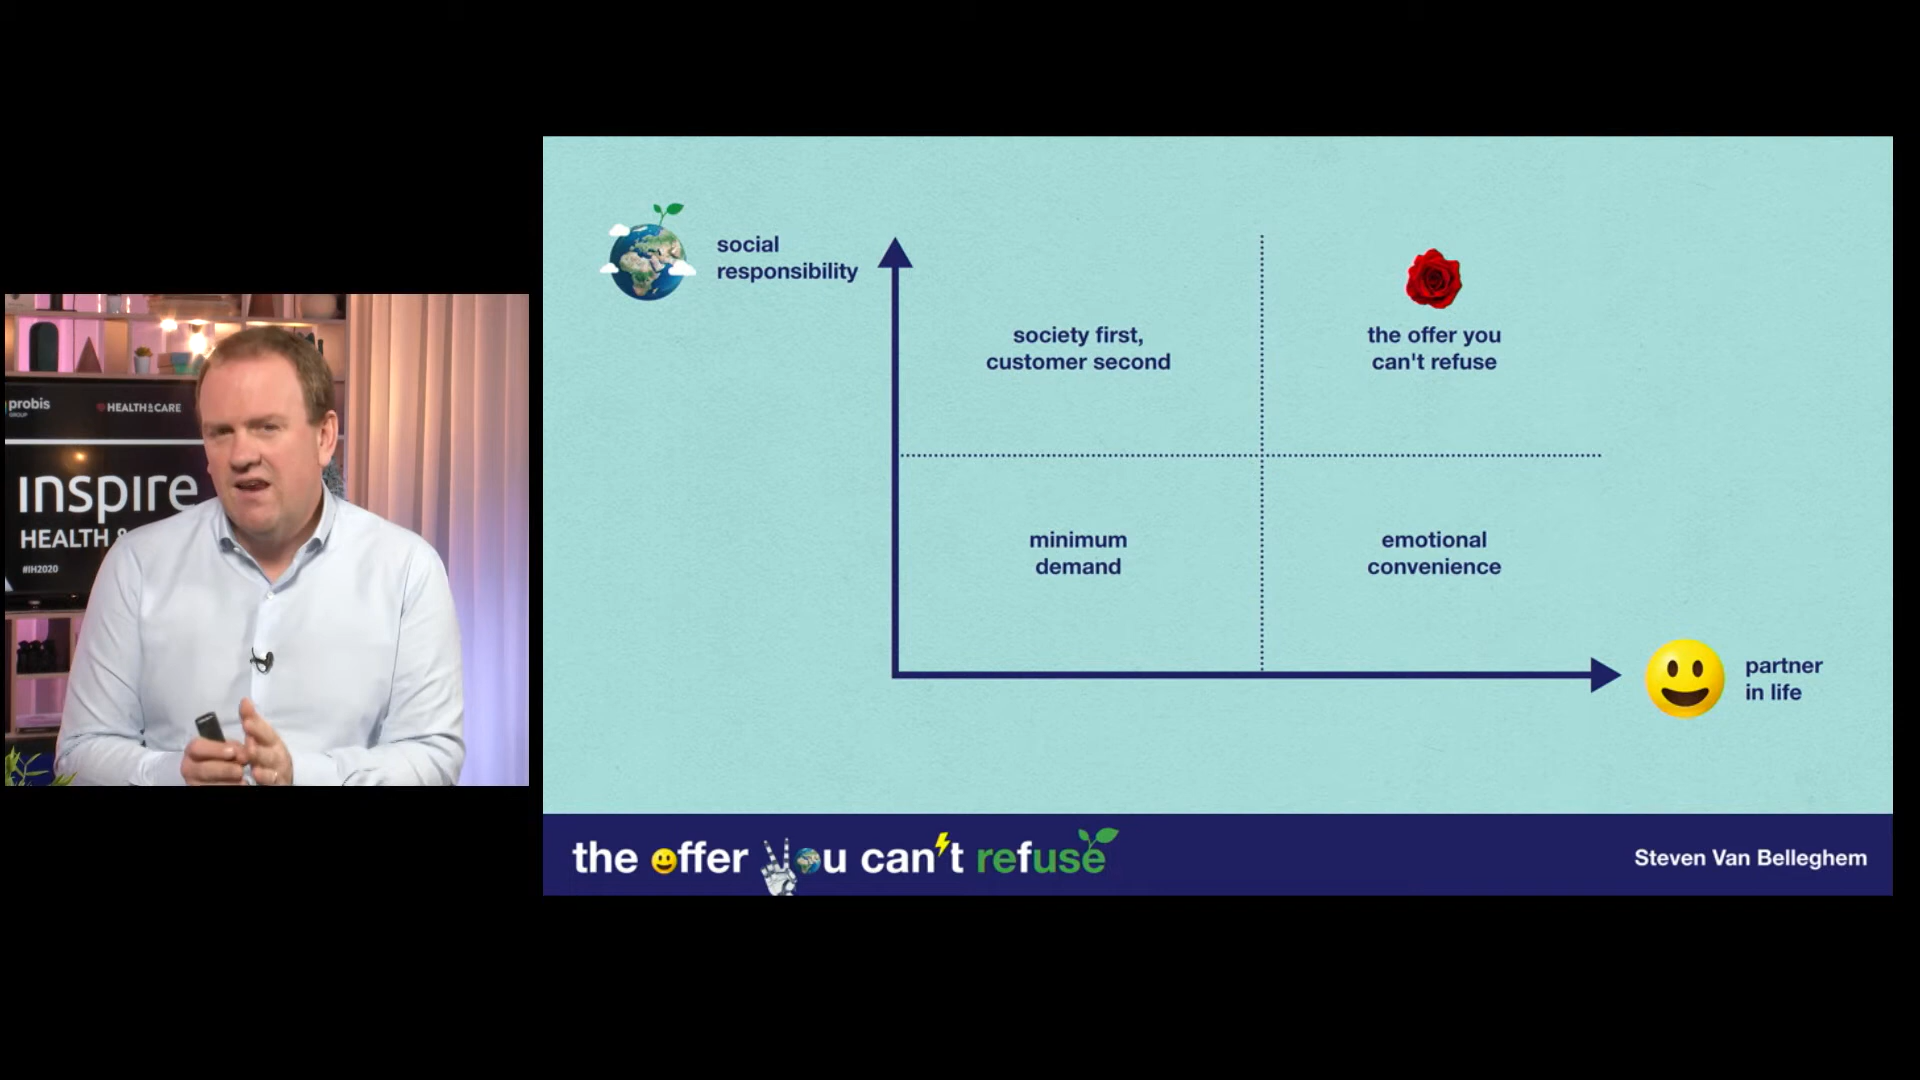 probis
GROUP
HEALTH&CARE
inspire
HEALTH &
#IH2020
social
responsibility
society first,
customer second
the offer you
can't refuse
minimum
demand
emotional
convenience
partner
in life
the offer you can't refuse
Steven Van Belleghem